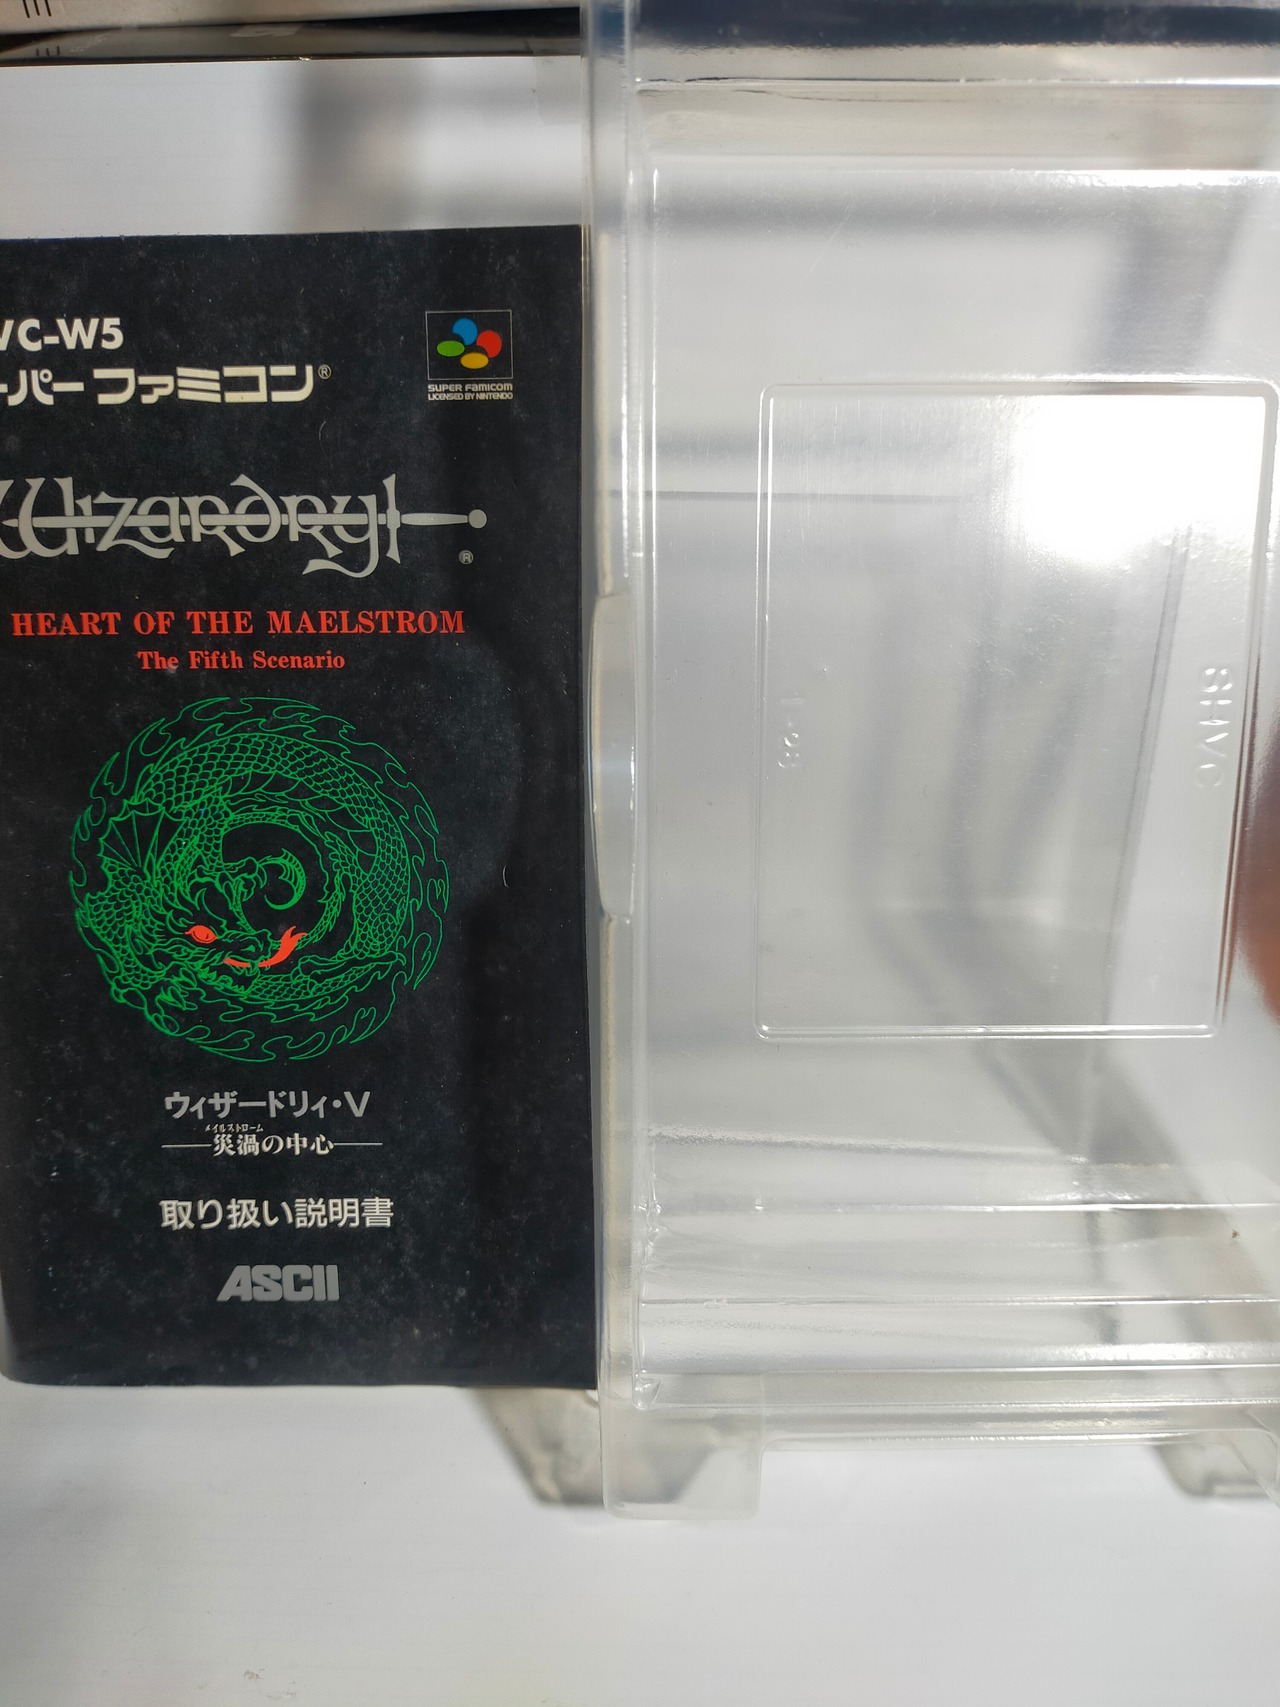 VC-W5
ーパーファミコン®
SUPER Famicom
LICENSED BY NINTENDO
Wizardry
®
HEART OF THE MAELSTROM
The Fifth Scenario
ウィザードリィ・V
メイルストローム
災渦の中心
取り扱い説明書
ASCII
SHVC